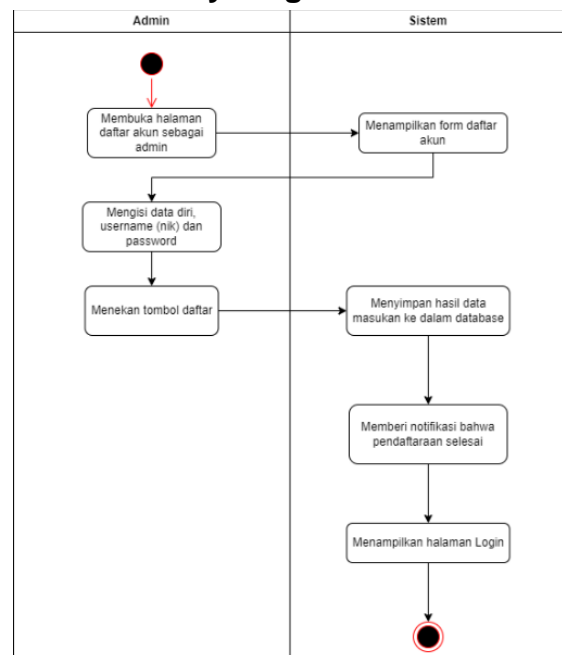 Admin
Sistem
Membuka halaman
daftar akun sebagai
admin
Menampilkan form daftar
akun
Mengisi data diri,
username (nik) dan
password
Menekan tombol daftar
Menyimpan hasil data
masukan ke dalam database
Memberi notifikasi bahwa
pendaftaraan selesai
Menampilkan halaman Login